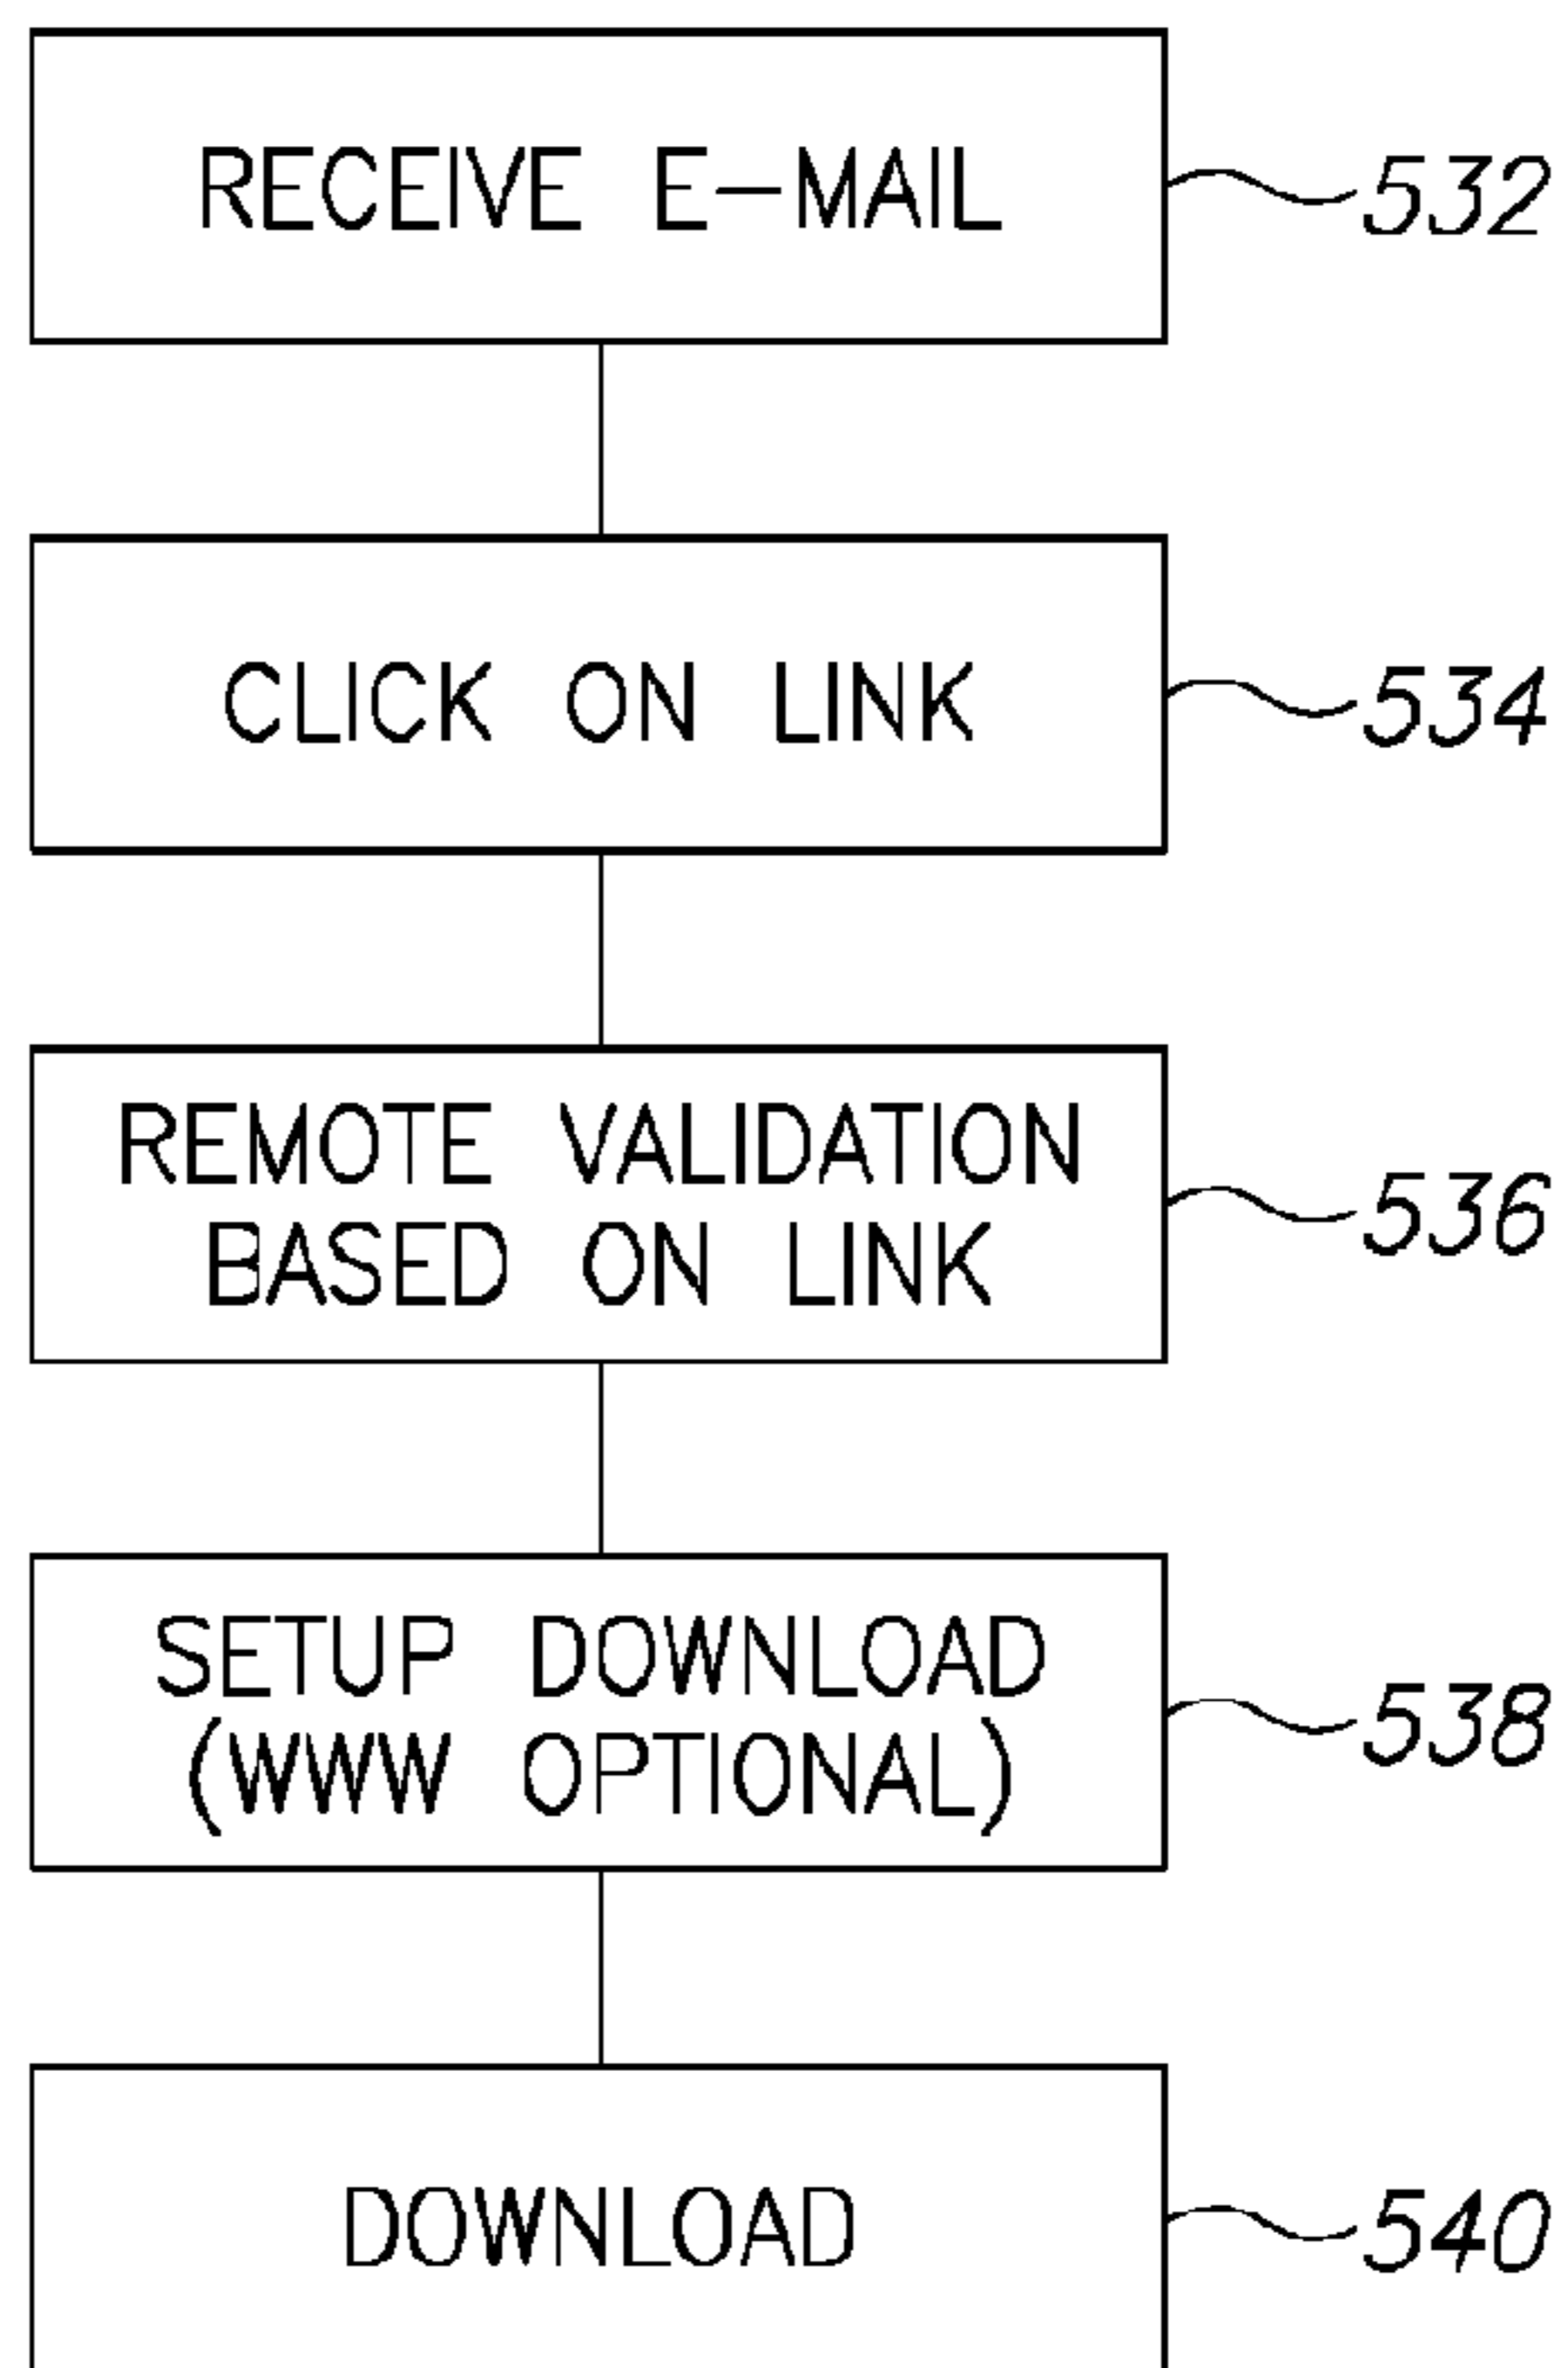 RECEIVE E-MAIL
532
CLICK ON LINK
534
REMOTE VALIDATION
BASED ON LINK
536
SETUP DOWNLOAD
(WWW OPTIONAL)
538
DOWNLOAD
540